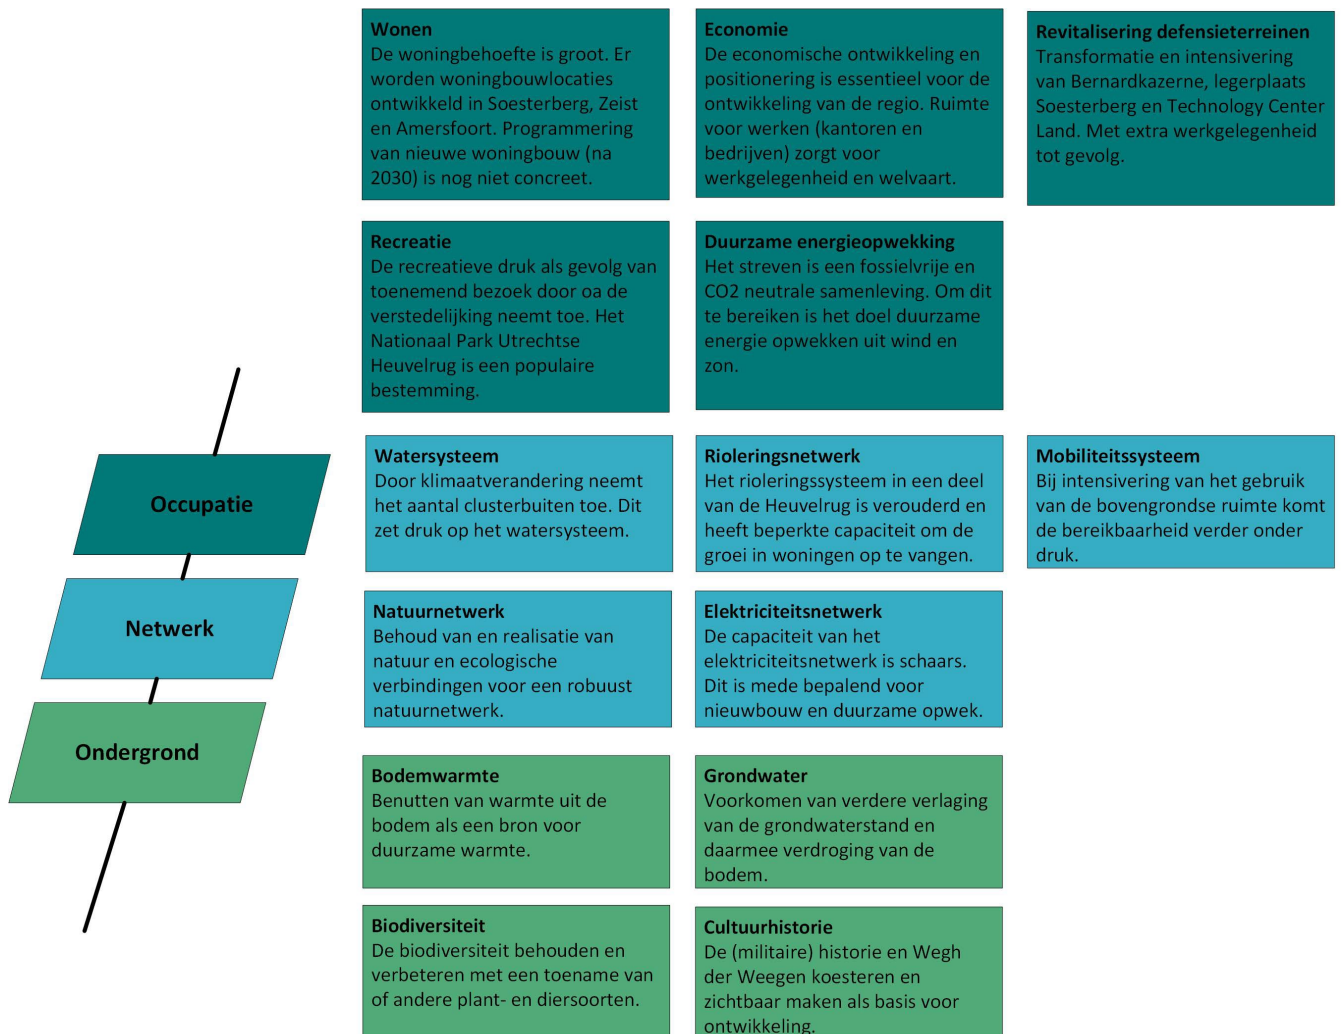 Wonen
De woningbehoefte is groot. Er
worden woningbouwlocaties
ontwikkeld in Soesterberg, Zeist
en Amersfoort. Programmering
van nieuwe woningbouw (na
2030) is nog niet concreet.
Economie
De economische ontwikkeling en
positionering is essentieel voor de
ontwikkeling van de regio. Ruimte
voor werken (kantoren en
bedrijven) zorgt voor
werkgelegenheid en welvaart.
Revitalisering defensieterreinen
Transformatie en intensivering
van Bernardkazerne, legerplaats
Soesterberg en Technology Center
Land. Met extra werkgelegenheid
tot gevolg.
Recreatie
De recreatieve druk als gevolg van
toenemend bezoek door oa de
verstedelijking neemt toe. Het
Nationaal Park Utrechtse
Heuvelrug is een populaire
bestemming.
Duurzame energieopwekking
Het streven is een fossielvrije en
CO2 neutrale samenleving. Om dit
te bereiken is het doel duurzame
energie opwekken uit wind en
zon.
Occupatie
Watersysteem
Door klimaatverandering neemt
het aantal clusterbuiten toe. Dit
zet druk op het watersysteem.
Rioleringsnetwerk
Het rioleringssysteem in een deel
van de Heuvelrug is verouderd en
heeft beperkte capaciteit om de
groei in woningen op te vangen.
Mobiliteitssysteem
Bij intensivering van het gebruik
van de bovengrondse ruimte komt
de bereikbaarheid verder onder
druk.
Netwerk
Natuurnetwerk
Behoud van en realisatie van
natuur en ecologische
verbindingen voor een robuust
natuurnetwerk.
Elektriciteitsnetwerk
De capaciteit van het
elektriciteitsnetwerk is schaars.
Dit is mede bepalend voor
nieuwbouw en duurzame opwek.
Ondergrond
Bodemwarmte
Benutten van warmte uit de
bodem als een bron voor
duurzame warmte.
Grondwater
Voorkomen van verdere verlaging
van de grondwaterstand en
daarmee verdroging van de
bodem.
Biodiversiteit
De biodiversiteit behouden en
verbeteren met een toename van
of andere plant- en diersoorten.
Cultuurhistorie
De (militaire) historie en Wegh
der Weegen koesteren en
zichtbaar maken als basis voor
ontwikkeling.